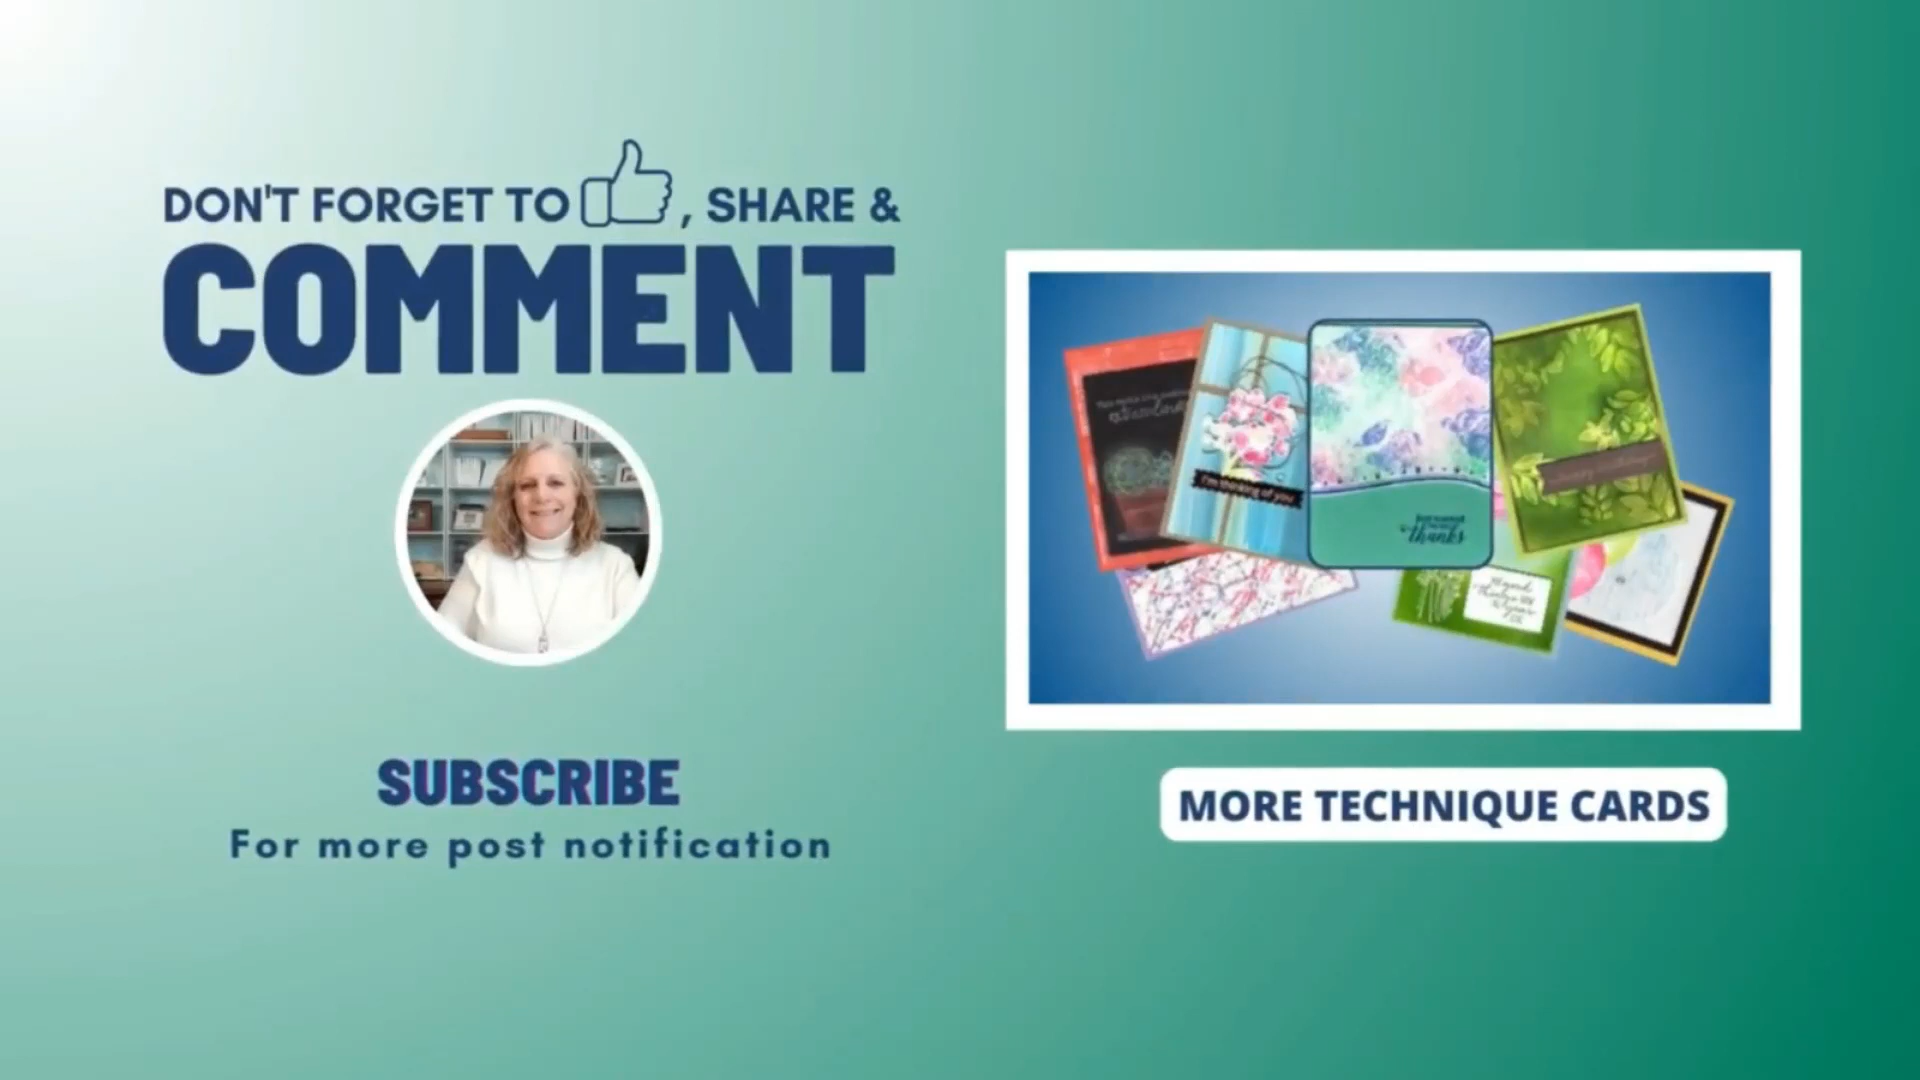 DON'T FORGET TO , SHARE &
COMMENT
SUBSCRIBE
For more post notification
I'm thinking of you
thanks
MORE TECHNIQUE CARDS